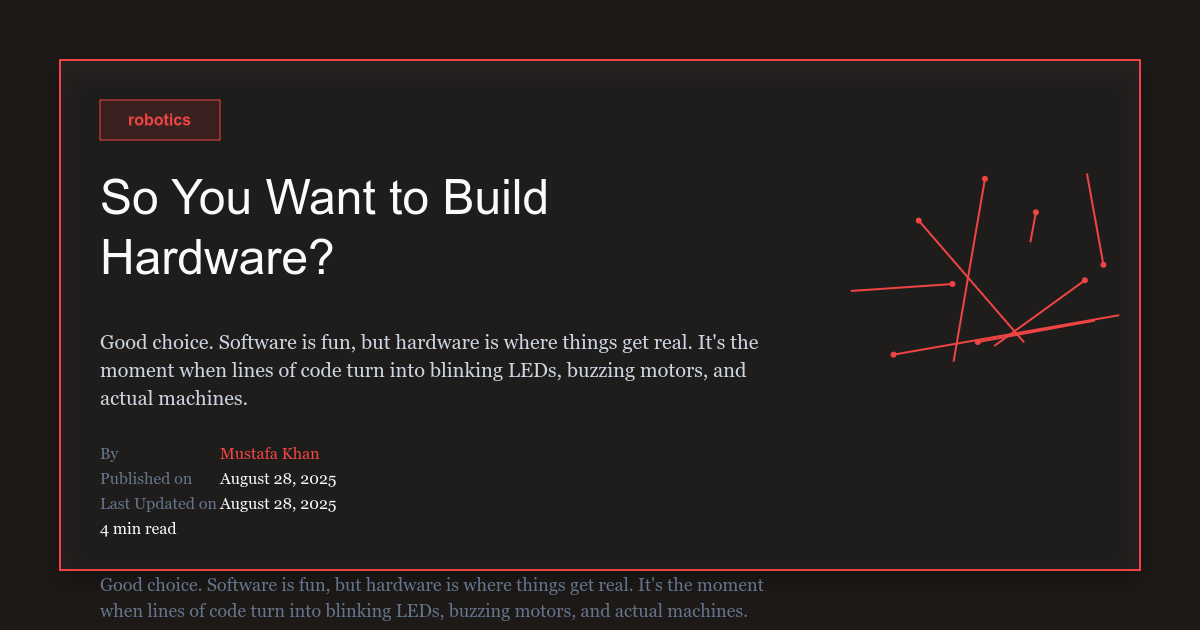 robotics
So You Want to Build
Hardware?
Good choice. Software is fun, but hardware is where things get real. It's the
moment when lines of code turn into blinking LEDs, buzzing motors, and
actual machines.
By Mustafa Khan
Published on August 28, 2025
Last Updated on August 28, 2025
4 min read
Good choice. Software is fun, but hardware is where things get real. It's the moment
when lines of code turn into blinking LEDs, buzzing motors, and actual machines.